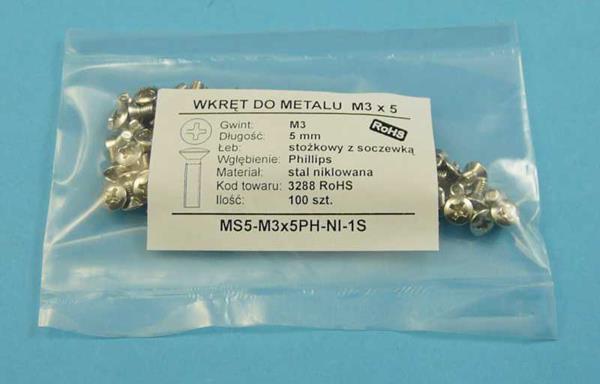 WKRĘT DO METALU M3 x 5
Gwint: M3
RoHS
Długość: 5 mm
Łeb: stożkowy z soczewką
Wgłębienie: Phillips
Materiał: stal niklowana
Kod towaru: 3288 RoHS
Ilość: 100 szt.
MS5-M3x5PH-NI-1S